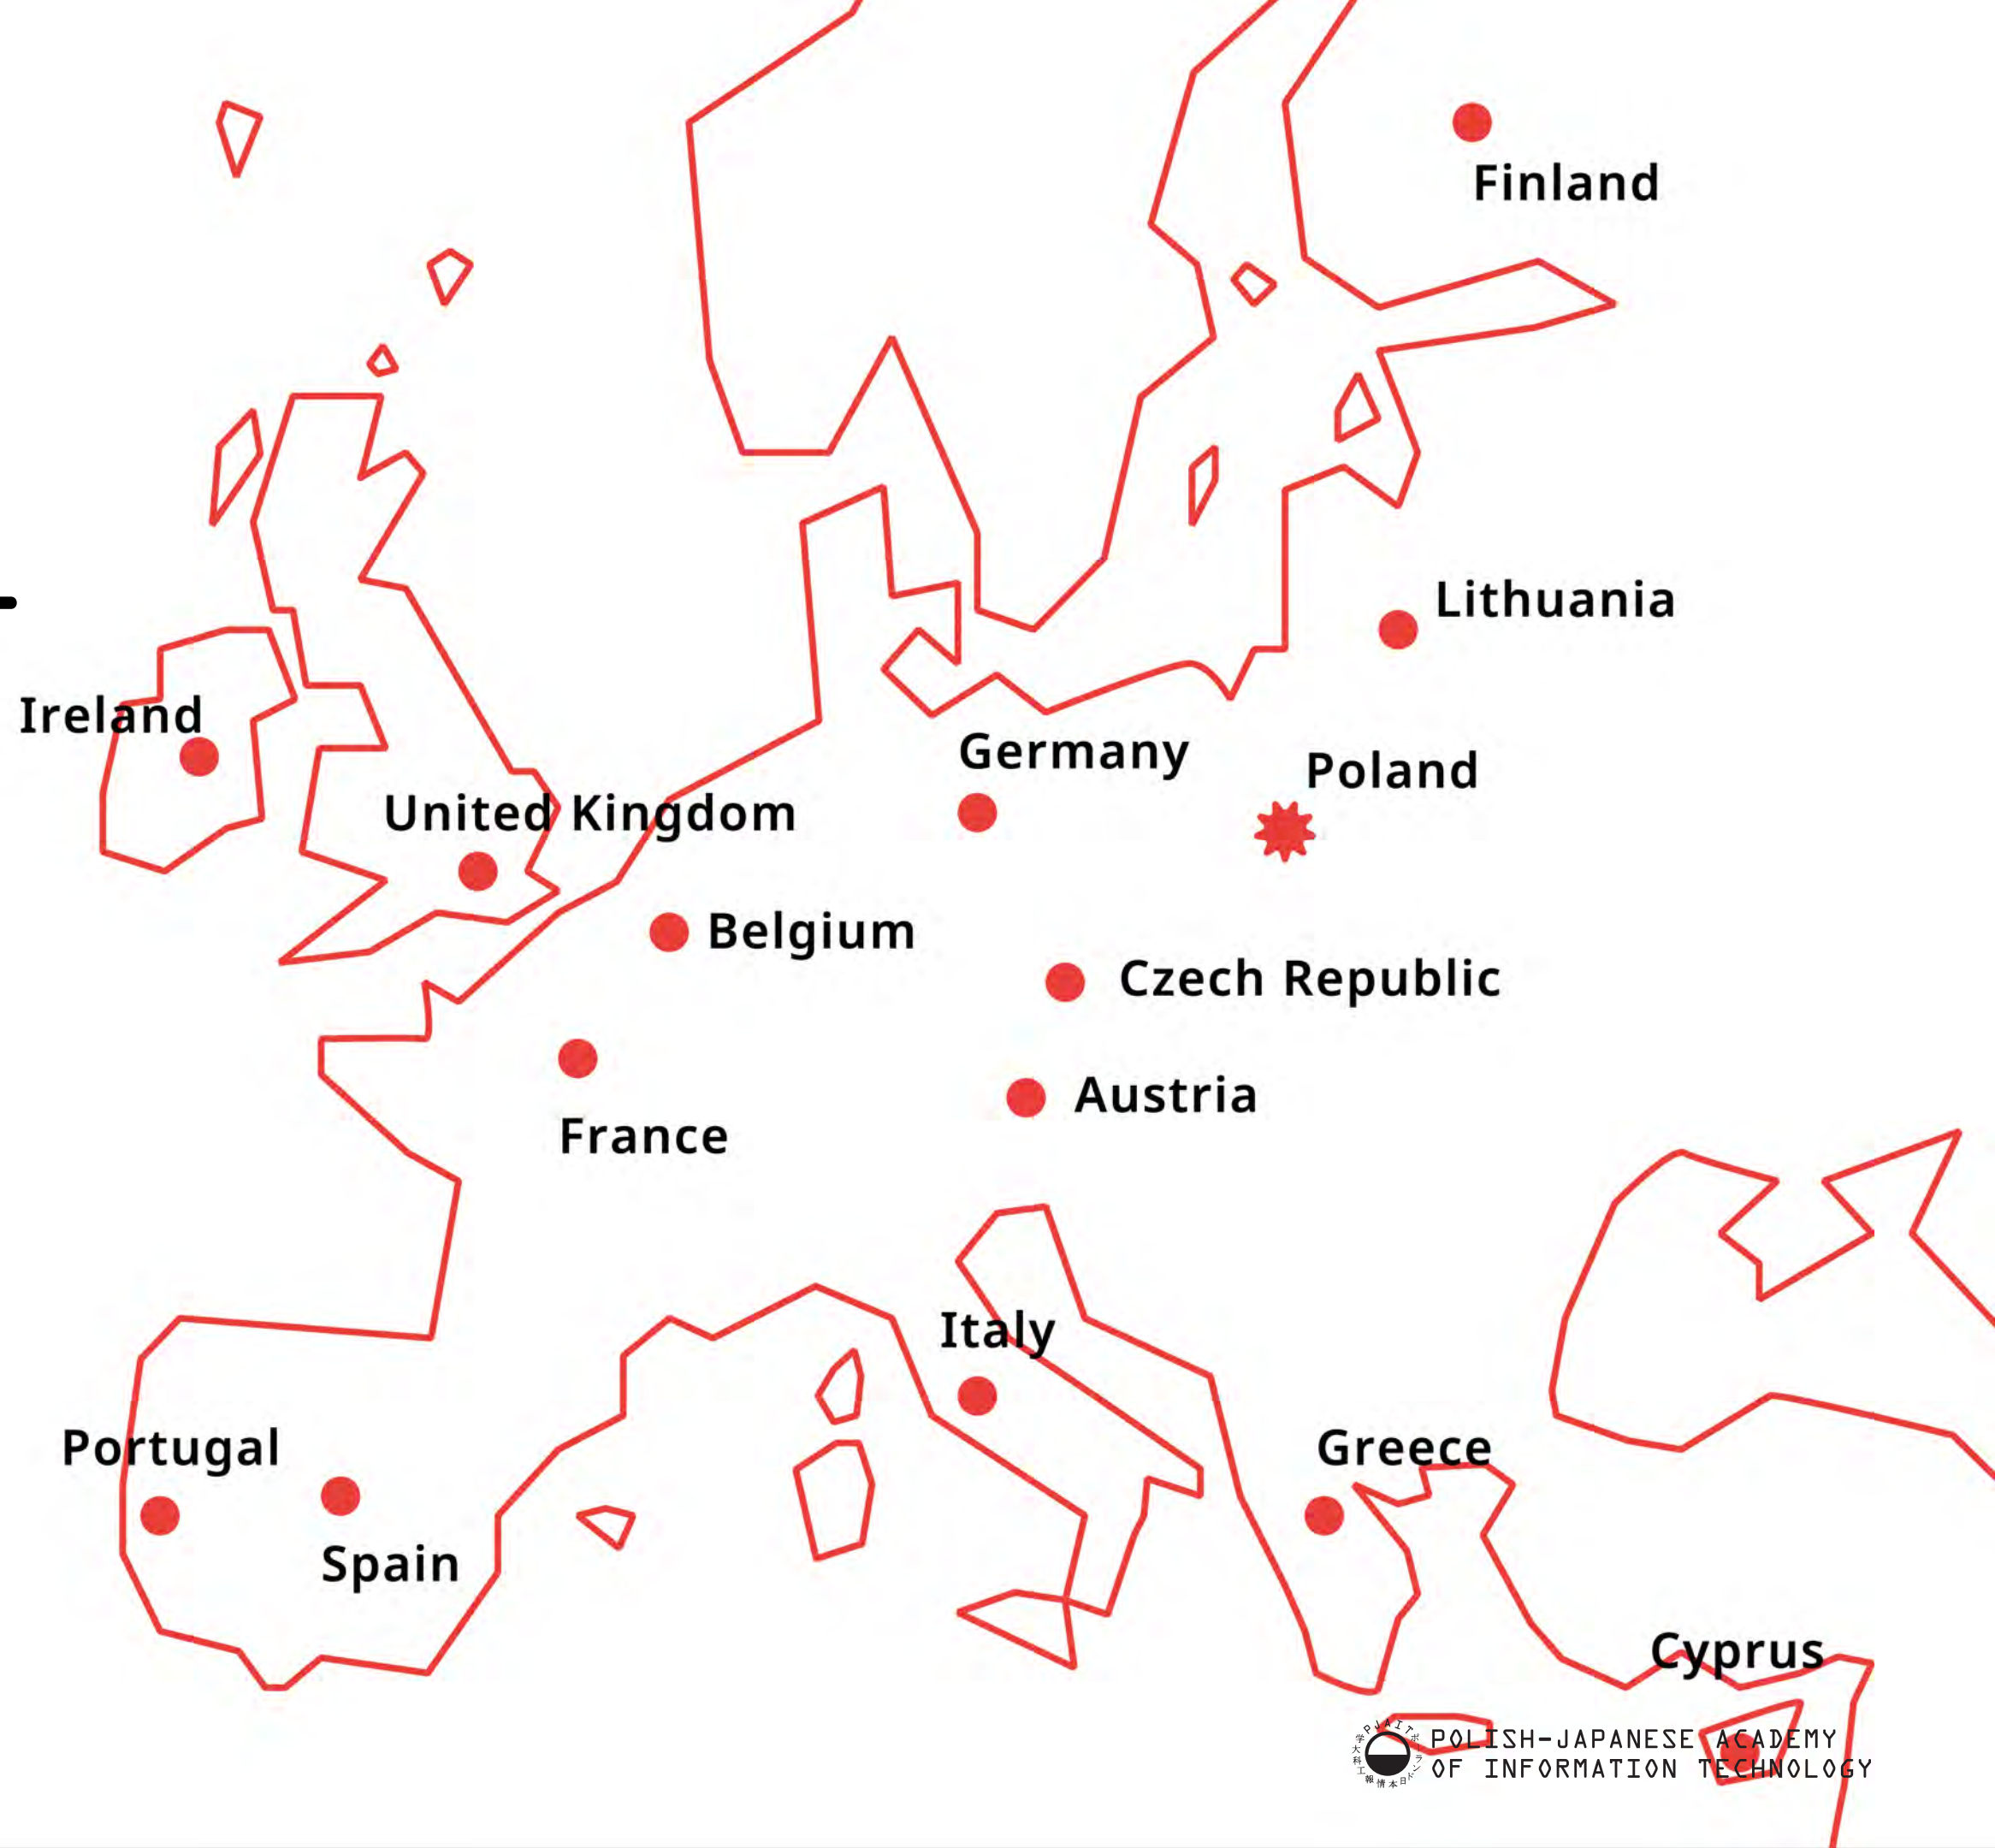 Finland
Lithuania
Ireland
Germany
Poland
United Kingdom
Belgium
Czech Republic
Austria
France
Italy
Portugal
Greece
Spain
Cyprus
PJAIT
POLISH-JAPANESE ACADEMY
OF INFORMATION TECHNOLOGY